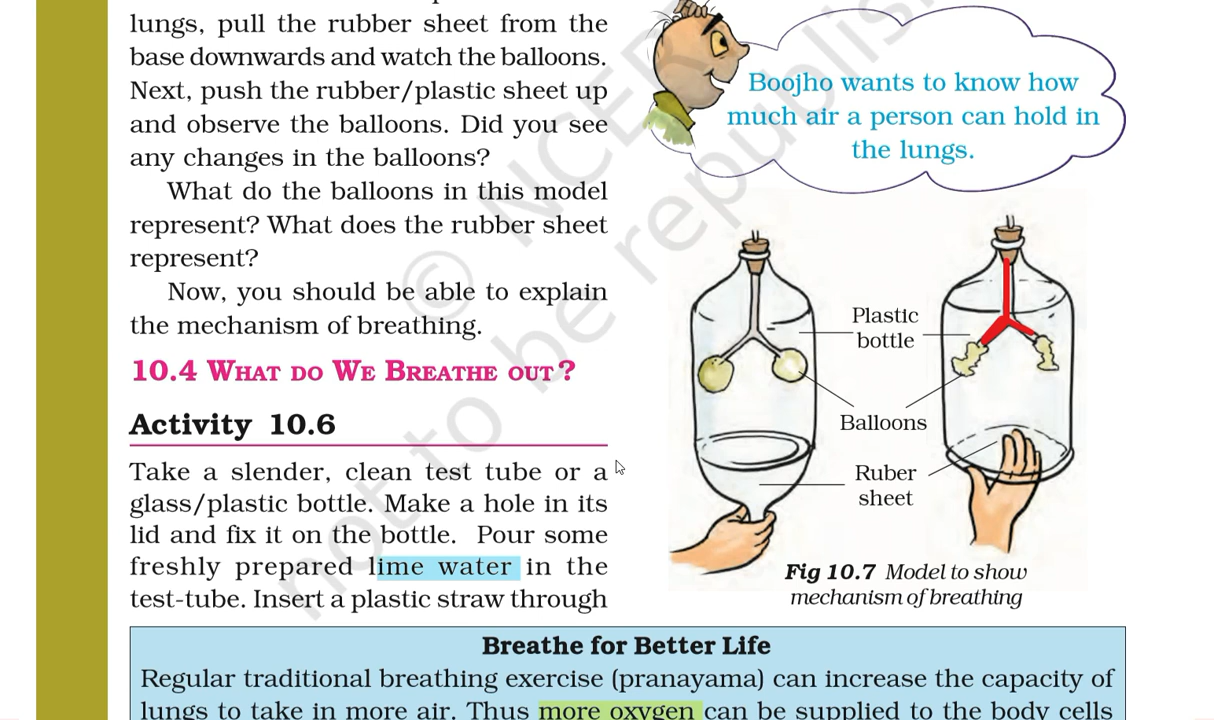 lungs, pull the rubber sheet from the
base downwards and watch the balloons.
Next, push the rubber/plastic sheet up
and observe the balloons. Did you see
any changes in the balloons?
What do the balloons in this model
represent? What does the rubber sheet
represent?
Now, you should be able to explain
the mechanism of breathing.
10.4 WHAT DO WE BREATHE OUT?
Activity 10.6
Take a slender, clean test tube or a
glass/plastic bottle. Make a hole in its
lid and fix it on the bottle. Pour some
freshly prepared lime water in the
test-tube. Insert a plastic straw through
Boojho wants to know how
much air a person can hold in
the lungs.
Plastic
bottle
Balloons
Ruber
sheet
Fig 10.7 Model to show
mechanism of breathing
Breathe for Better Life
Regular traditional breathing exercise (pranayama) can increase the capacity of
lungs to take in more air. Thus more oxygen can be supplied to the body cells
© NCER
not to be republis